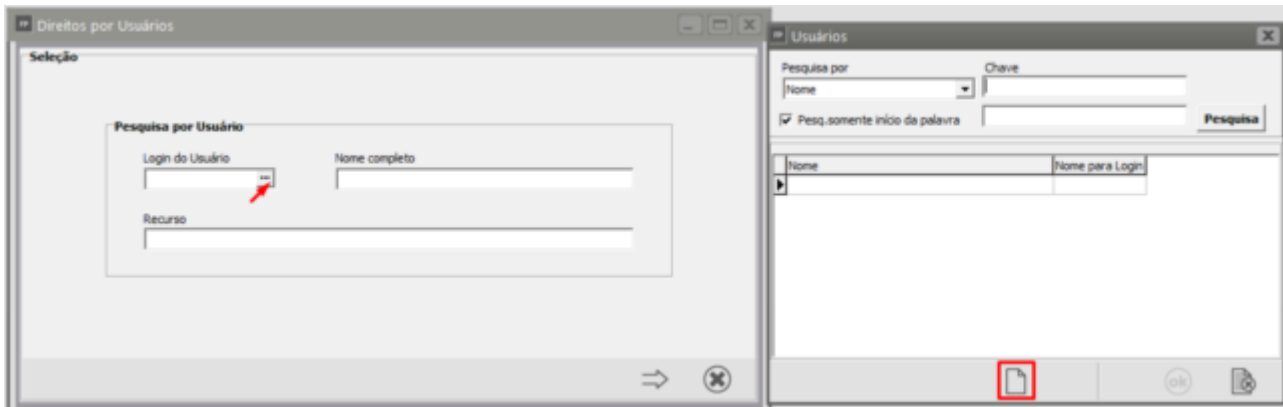 Direitos por Usuários
Seleção
Pesquisa por Usuário
Login do Usuário
Nome completo
...
Recurso
Usuários
Pesquisa por
Chave
Nome
Pesq.somente início da palavra
Pesquisa
Nome
Nome para Login
ok